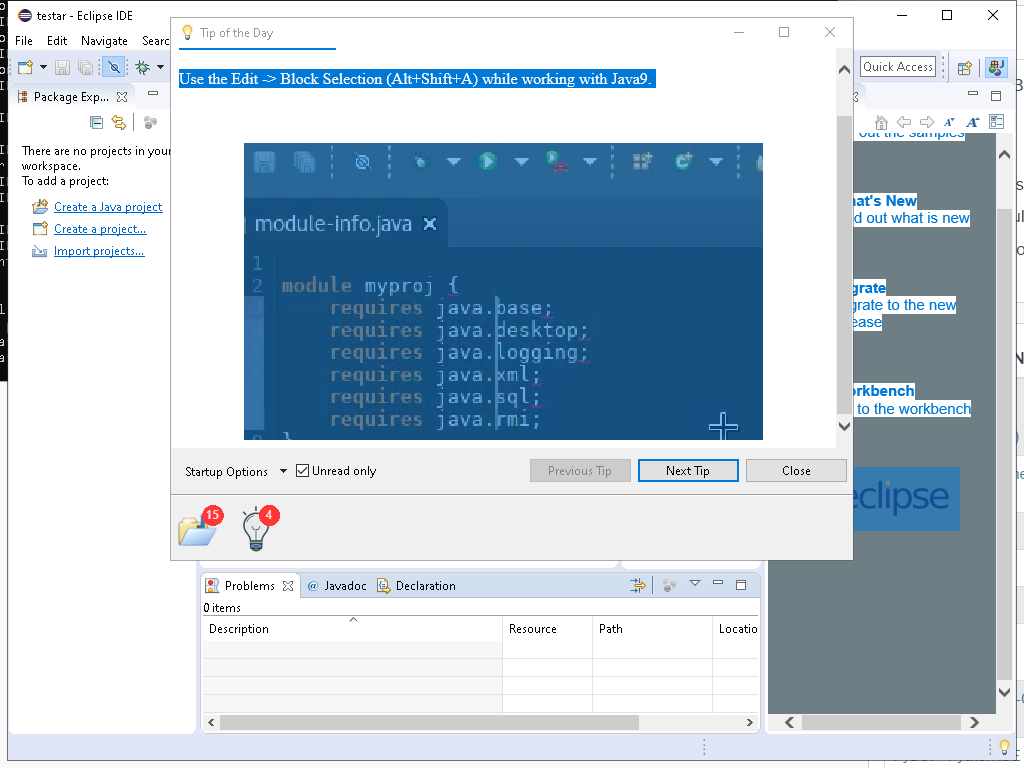 testar - Eclipse IDE
File Edit Navigate Searc
Tip of the Day
Use the Edit -> Block Selection (Alt+Shift+A) while working with Java9.
Quick Access
Package Exp...
There are no projects in your
workspace.
To add a project:
Create a Java project
Create a project...
Import projects...
module-info.java
1
2 module myproj {
requires java.base;
requires java.desktop;
requires java.logging;
requires java.xml;
requires java.sql;
requires java.rmi;
}
out the samples
hat's New
d out what is new
grate
grate to the new
ease
orkbench
to the workbench
eclipse
Startup Options
Unread only
Previous Tip
Next Tip
Close
15
4
Problems
@ Javadoc
Declaration
0 items
Description Resource Path Locatio